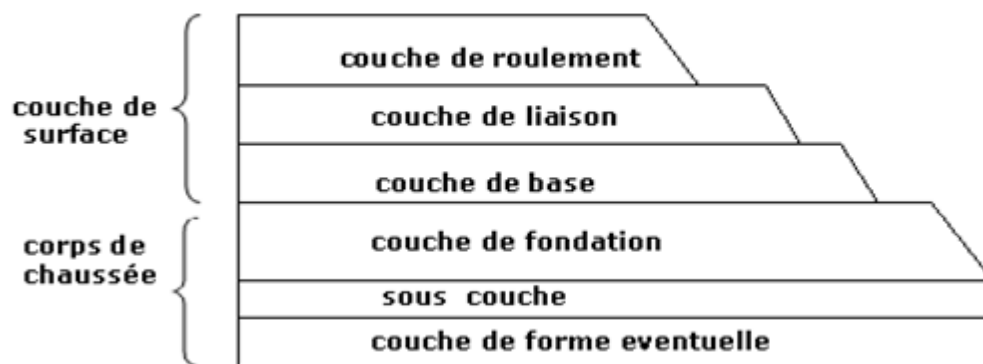 couche de roulement
couche de
surface
couche de liaison
couche de base
corps de
chaussée
couche de fondation
sous couche
couche de forme eventuelle